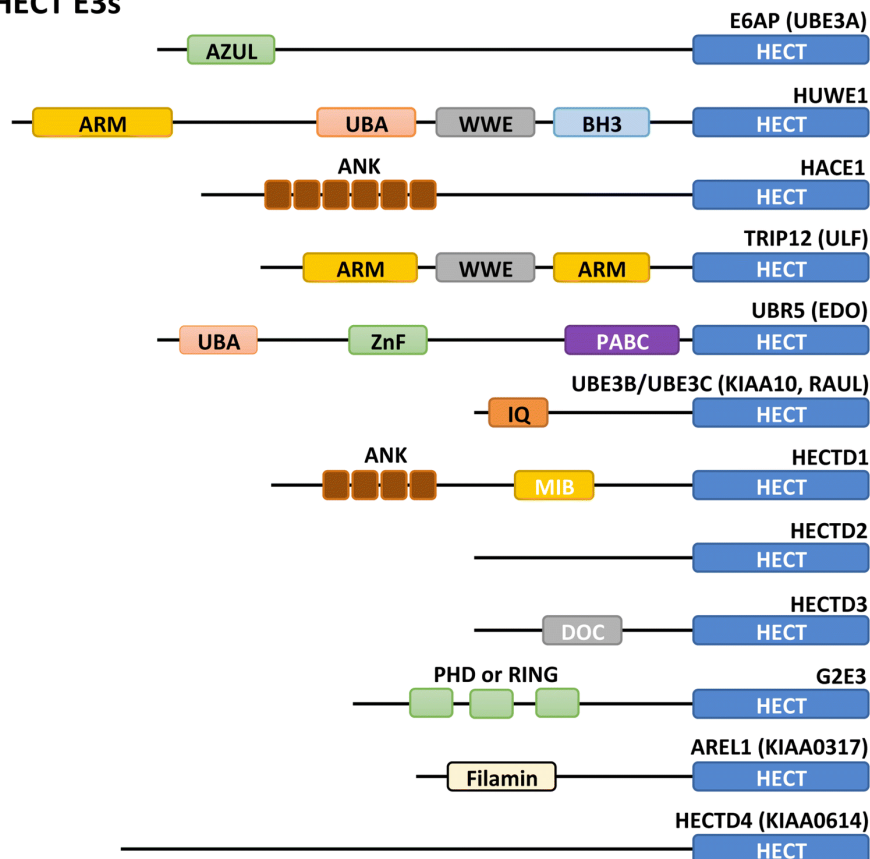 HECT E3s
E6AP (UBE3A)
AZUL HECT
HUWE1
ARM UBA WWE BH3 HECT
ANK HACE1
HECT
TRIP12 (ULF)
ARM WWE ARM HECT
UBR5 (EDO)
UBA ZnF PABC HECT
UBE3B/UBE3C (KIAA10, RAUL)
IQ HECT
ANK HECTD1
MIB HECT
HECTD2
HECT
HECTD3
DOC HECT
PHD or RING G2E3
HECT
AREL1 (KIAA0317)
Filamin HECT
HECTD4 (KIAA0614)
HECT